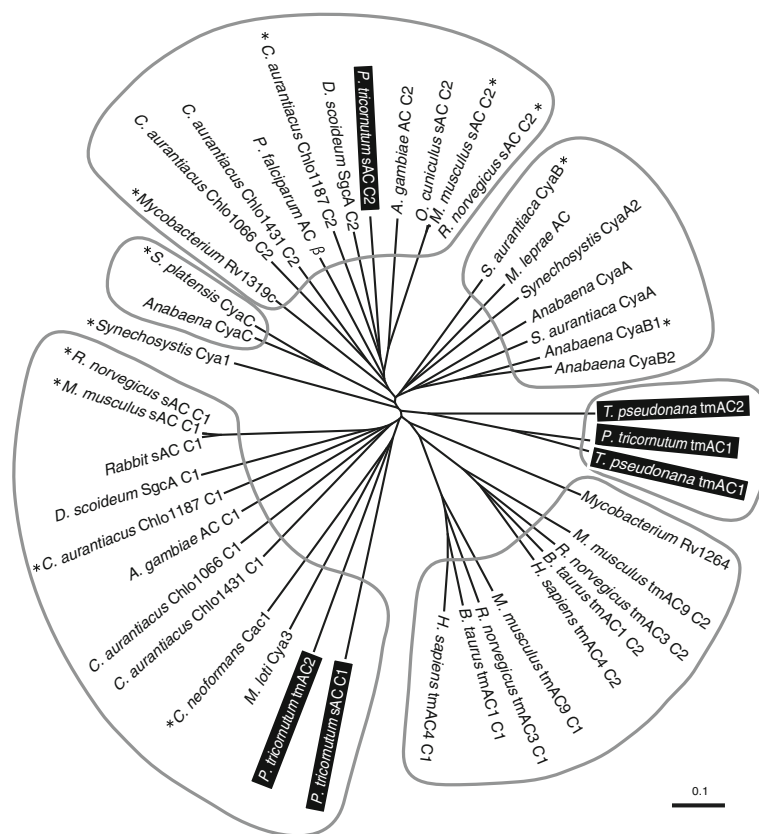 *C. aurantiacus Chlo1187 C2
D. scoideum SgcA C2
P. tricornutum sAC C2
A. gambiae AC C2
O. cuniculus sAC C2
M. musculus sAC C2*
R. norvegicus sAC C2*
P. falciparum AC β
C. aurantiacus Chlo1431 C2
C. aurantiacus Chlo1066 C2
*Mycobacterium Rv1319c
*S. platensis CyaC
Anabaena CyaC
*Synechosystis Cya1
S. aurantiaca CyaB*
M. leprae AC
Synechosystis CyaA2
Anabaena CyaA
S. aurantiaca CyaA
Anabaena CyaB1*
Anabaena CyaB2
T. pseudonana tmAC2
P. tricornutum tmAC1
T. pseudonana tmAC1
Mycobacterium Rv1264
M. musculus tmAC9 C2
R. norvegicus tmAC3 C2
B. taurus tmAC1 C2
H. sapiens tmAC4 C2
M. musculus tmAC9 C1
R. norvegicus tmAC3 C1
B. taurus tmAC1 C1
H. sapiens tmAC4 C1
*R. norvegicus sAC C1
*M. musculus sAC C1
Rabbit sAC C1
D. scoideum SgcA C1
*C. aurantiacus Chlo1187 C1
A. gambiae AC C1
C. aurantiacus Chlo1066 C1
C. aurantiacus Chlo1431 C1
*C. neoformans Cac1
M. loti Cya3
P. tricornutum tmAC2
P. tricornutum sAC C1
0.1